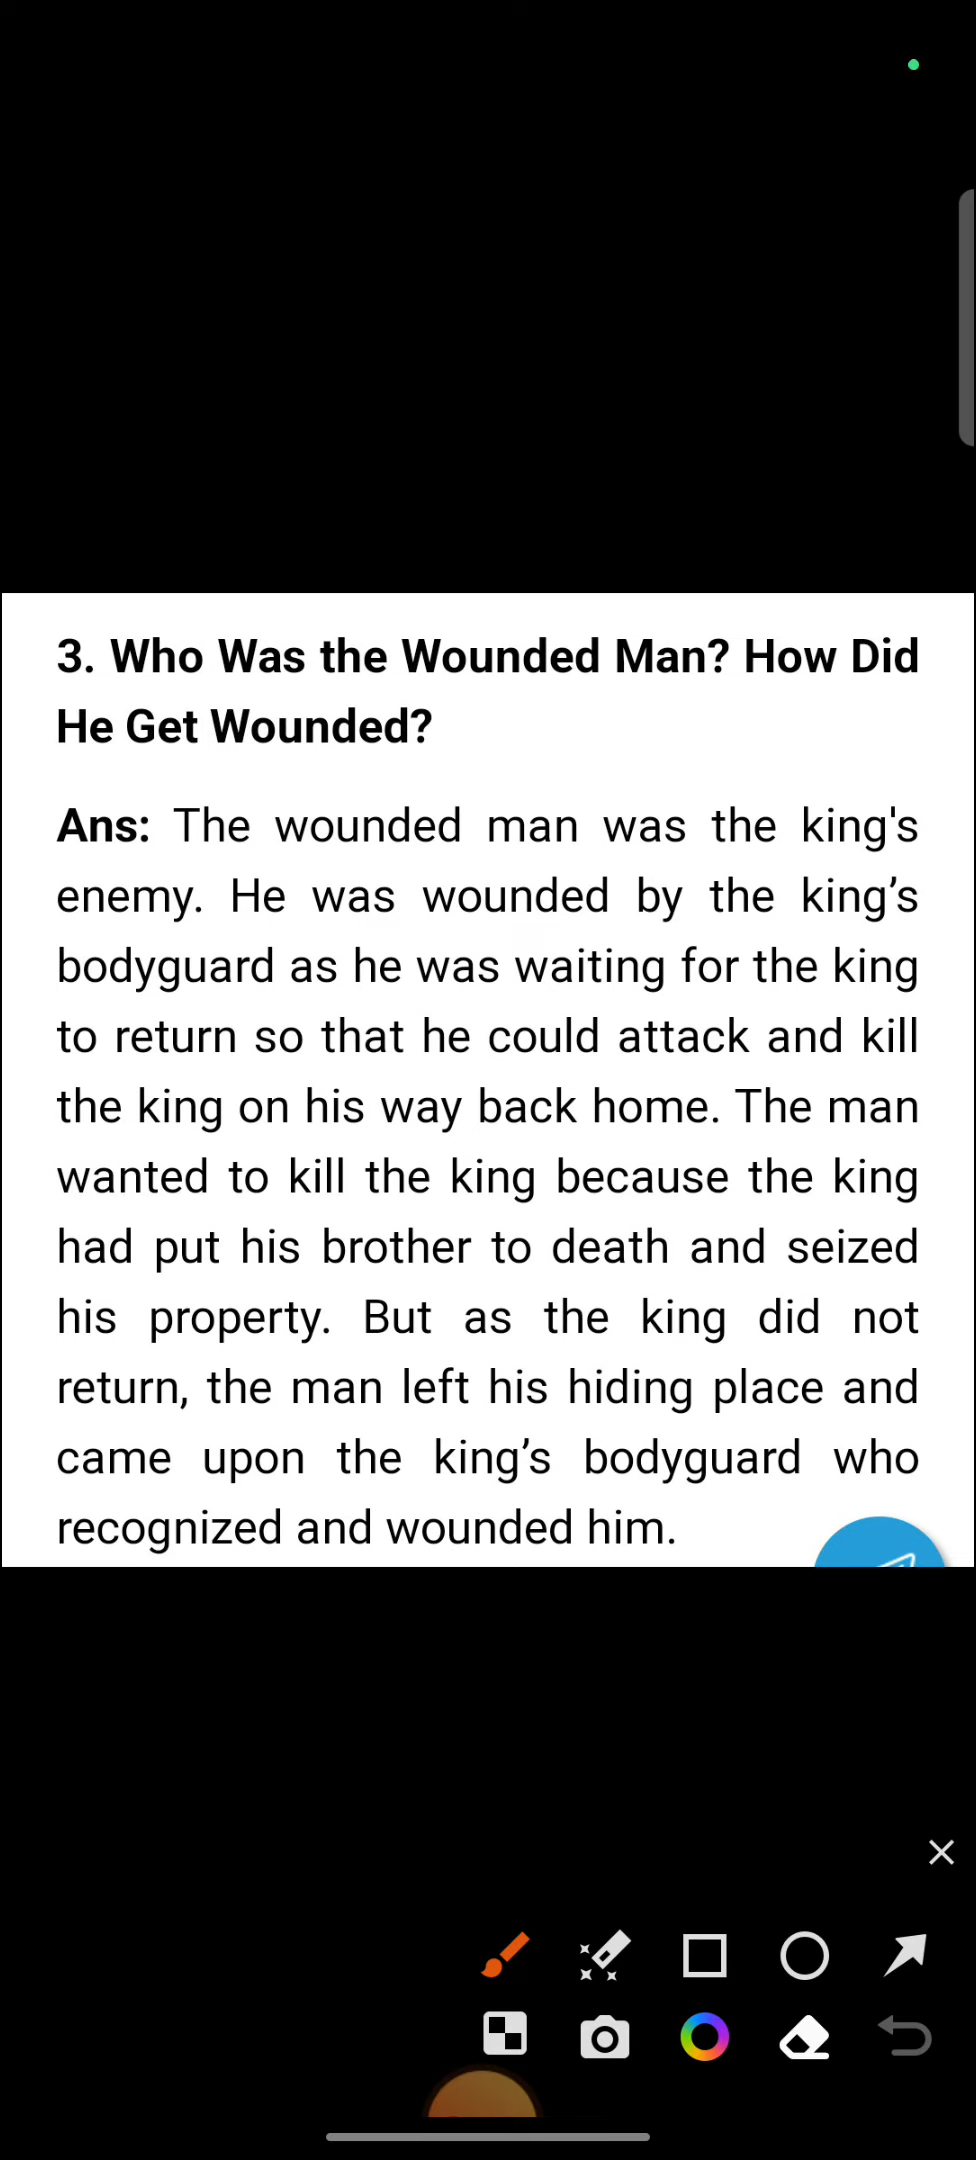 3. Who Was the Wounded Man? How Did
He Get Wounded?
Ans: The wounded man was the king's
enemy. He was wounded by the king’s
bodyguard as he was waiting for the king
to return so that he could attack and kill
the king on his way back home. The man
wanted to kill the king because the king
had put his brother to death and seized
his property. But as the king did not
return, the man left his hiding place and
came upon the king’s bodyguard who
recognized and wounded him.